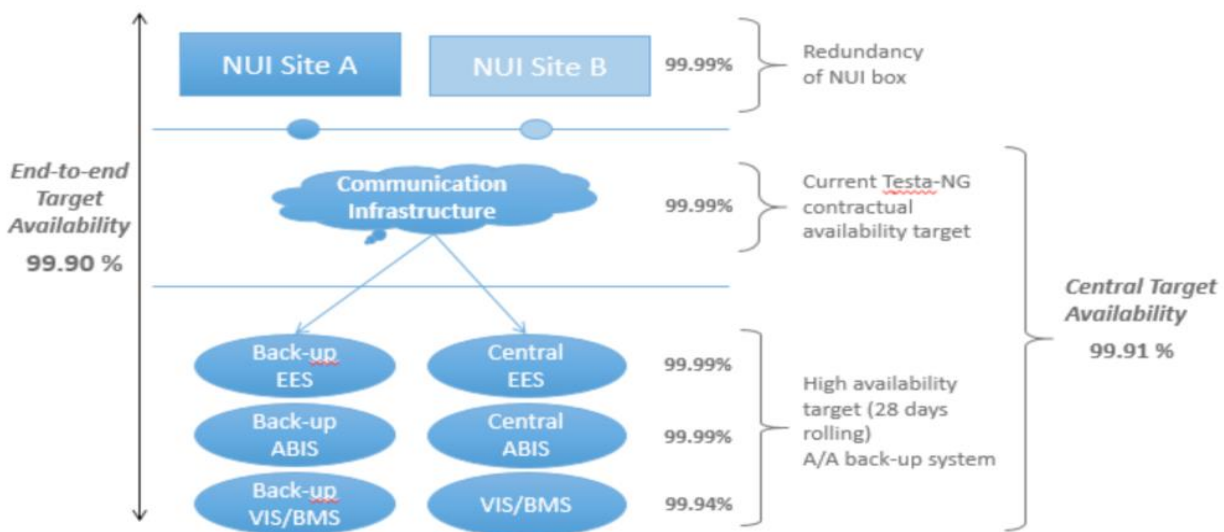 End-to-end
Target
Availability
99.90 %
NUI Site A
NUI Site B
99.99%
Redundancy
of NUI box
Communication
Infrastructure
99.99%
Current Testa-NG
contractual
availability target
Back-up
EES
Central
EES
99.99%
Back-up
ABIS
Central
ABIS
99.99%
Back-up
VIS/BMS
VIS/BMS
99.94%
High availability
target (28 days
rolling)
A/A back-up system
Central Target
Availability
99.91 %